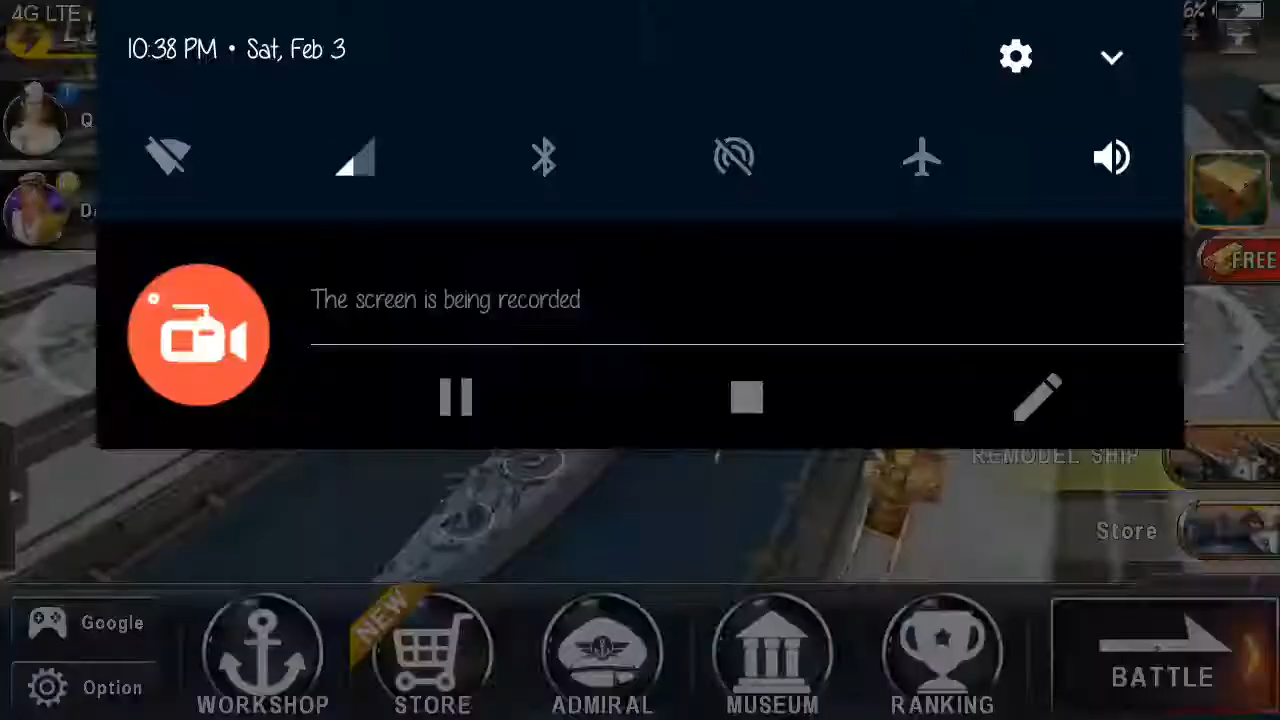 4G LTE
6%
10:38 PM • Sat, Feb 3
The screen is being recorded
FREE
REMODEL SHIP
Store
Google
Option
NEW
WORKSHOP
STORE
ADMIRAL
MUSEUM
RANKING
BATTLE